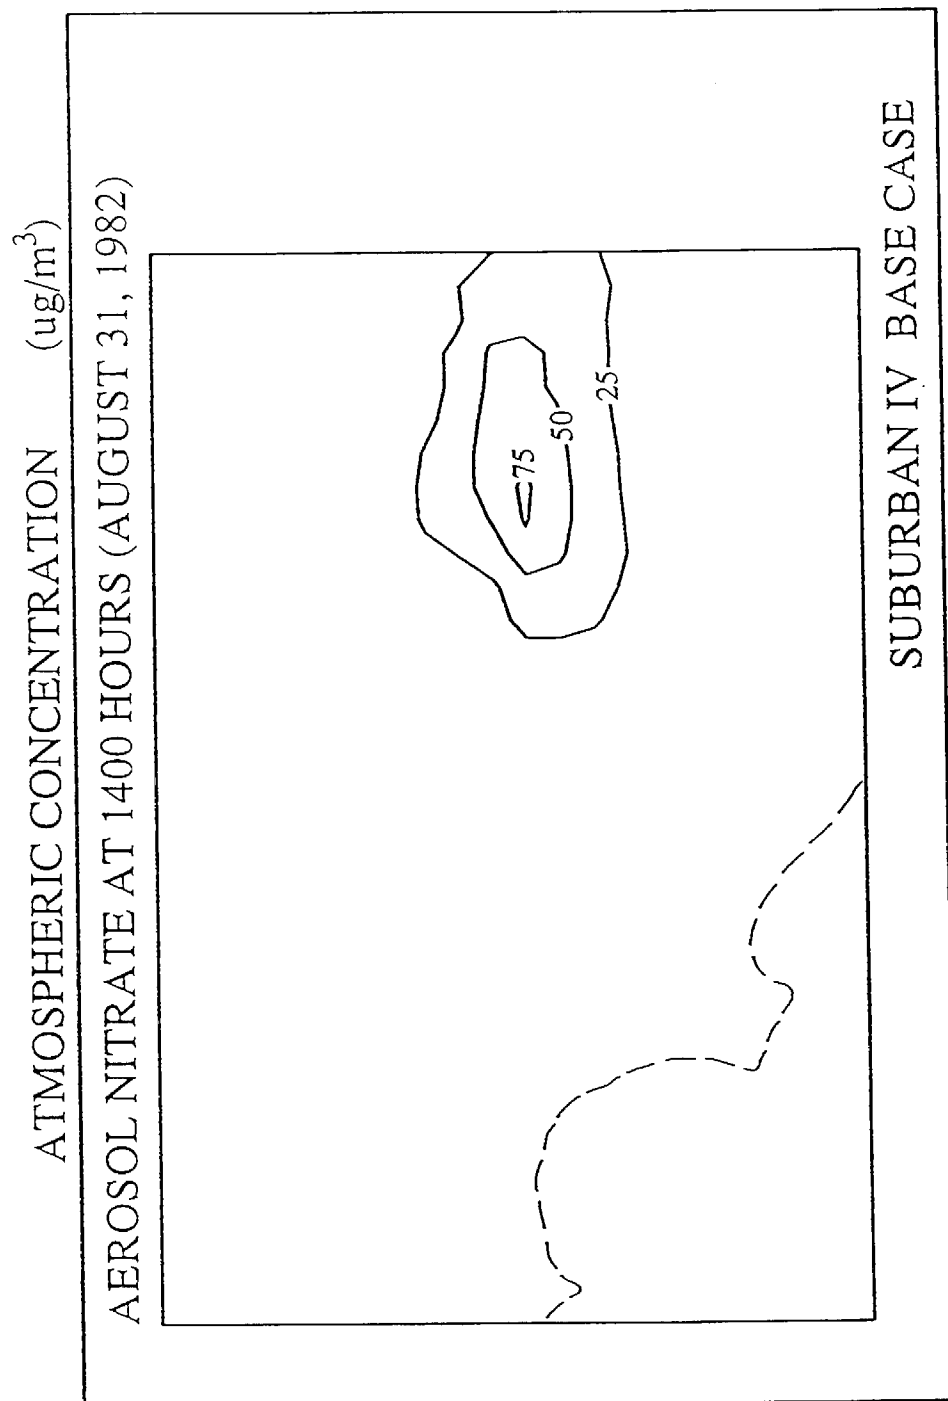 ATMOSPHERIC CONCENTRATION (ug/m³)
AEROSOL NITRATE AT 1400 HOURS (AUGUST 31, 1982)
75
50
25
SUBURBAN IV BASE CASE